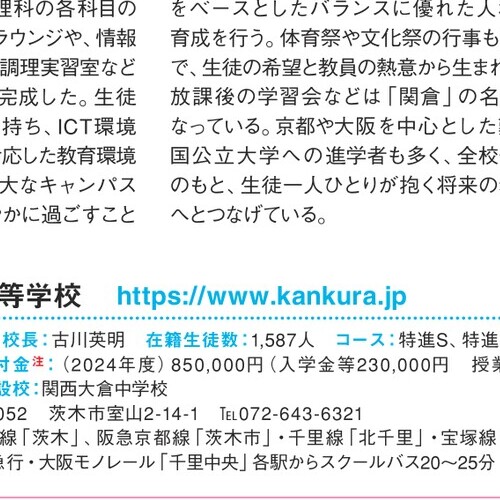 理科の各科目の
ラウンジや、情報
調理実習室など
完成した。生徒
持ち、ICT環境
応した教育環境
大なキャンパス
やかに過ごすこと
をベースとしたバランスに優れた人
育成を行う。体育祭や文化祭の行事も
で、生徒の希望と教員の熱意から生まれ
放課後の学習会などは「関倉」の名
なっている。京都や大阪を中心とした
国公立大学への進学者も多く、全校
のもと、生徒一人ひとりが抱く将来の
へとつなげている。
等学校 https://www.kankura.jp
校長：古川英明 在籍生徒数：1,587人 コース：特進S、特進
付金注：（2024年度）850,000円（入学金等230,000円 授業
設校：関西大倉中学校
052 茨木市室山2-14-1 ℡072-643-6321
線「茨木」、阪急京都線「茨木市」・千里線「北千里」・宝塚線
急行・大阪モノレール「千里中央」各駅からスクールバス20～25分